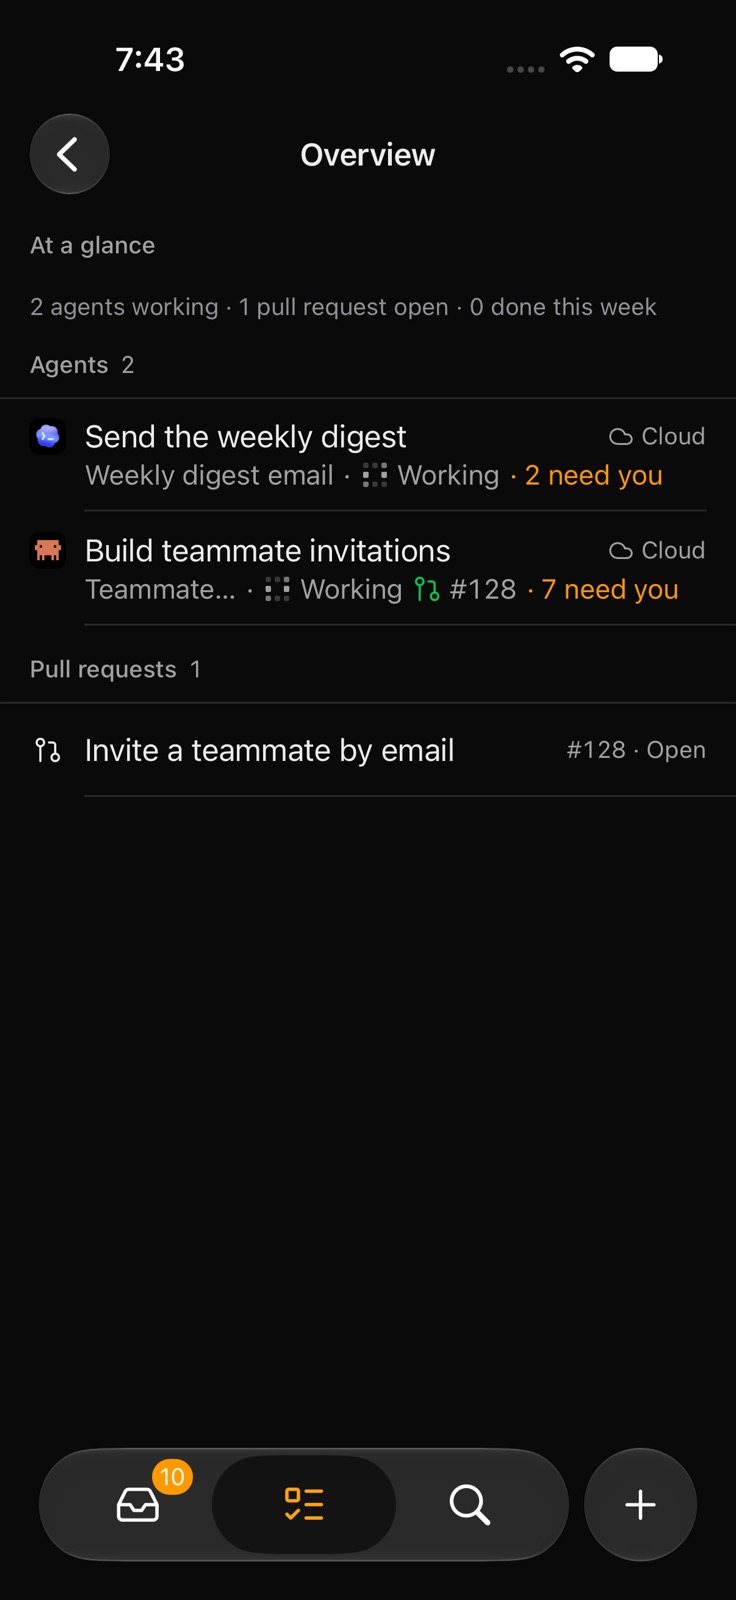 7:43
Overview
At a glance
2 agents working · 1 pull request open · 0 done this week
Agents 2
Send the weekly digest Cloud
Weekly digest email · Working · 2 need you
Build teammate invitations Cloud
Teammate... · Working #128 · 7 need you
Pull requests 1
Invite a teammate by email #128 · Open
10